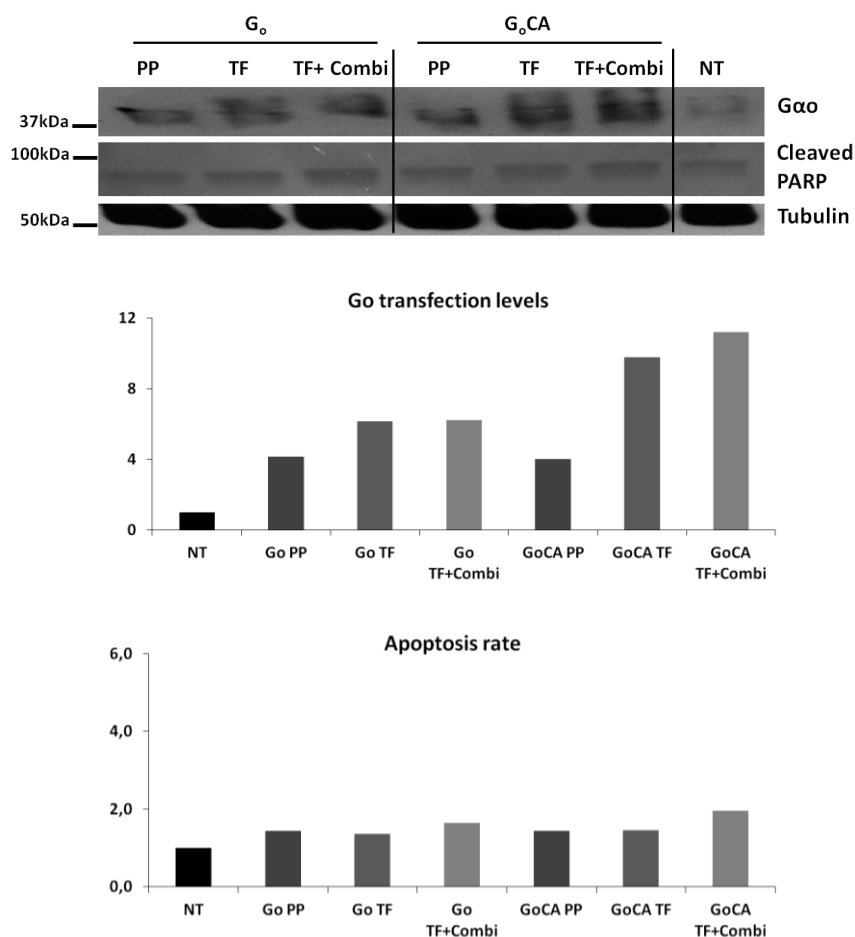 Go GoCA
PP TF TF+ Combi PP TF TF+Combi NT
37kDa Gαo
100kDa Cleaved
PARP
50kDa Tubulin
Go transfection levels
12
8
4
0
NT Go PP Go TF Go GoCA PP GoCA TF GoCA
TF+Combi TF+Combi
Apoptosis rate
6,0
4,0
2,0
0,0
NT Go PP Go TF Go GoCA PP GoCA TF GoCA
TF+Combi TF+Combi